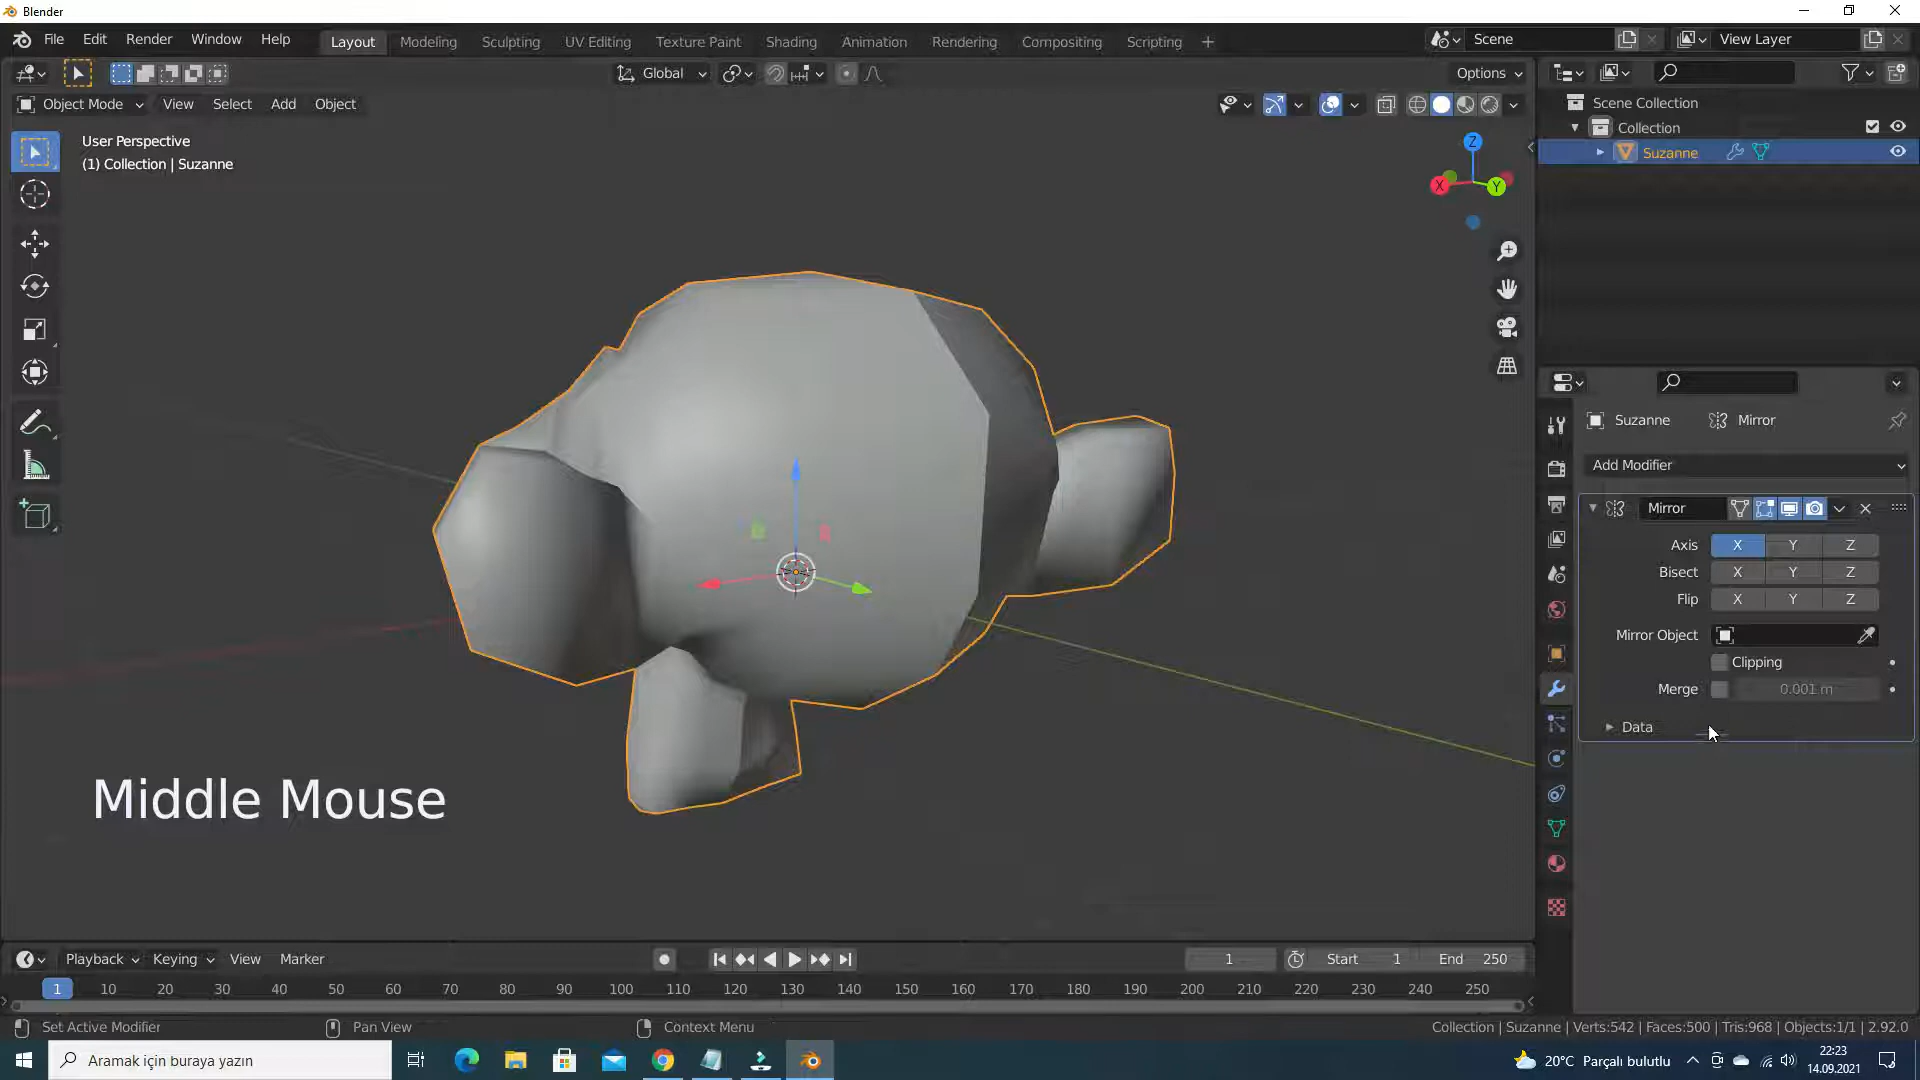 Blender
File Edit Render Window Help Layout Modeling Sculpting UV Editing Texture Paint Shading Animation Rendering Compositing Scripting + Scene View Layer
Global Options
Object Mode View Select Add Object
User Perspective
(1) Collection | Suzanne
Z
X
Y
Scene Collection
Collection
Suzanne
Suzanne Mirror
Add Modifier
Mirror
Axis X Y Z
Bisect X Y Z
Flip X Y Z
Mirror Object
Clipping
Merge 0.001 m
Data
Middle Mouse
Playback Keying View Marker 1 Start 1 End 250
1 10 20 30 40 50 60 70 80 90 100 110 120 130 140 150 160 170 180 190 200 210 220 230 240 250
Set Active Modifier Pan View Context Menu Collection | Suzanne | Verts:542 | Faces:500 | Tris:968 | Objects:1/1 | 2.92.0
Aramak için buraya yazın 20°C Parçalı bulutlu 22:23
14.09.2021